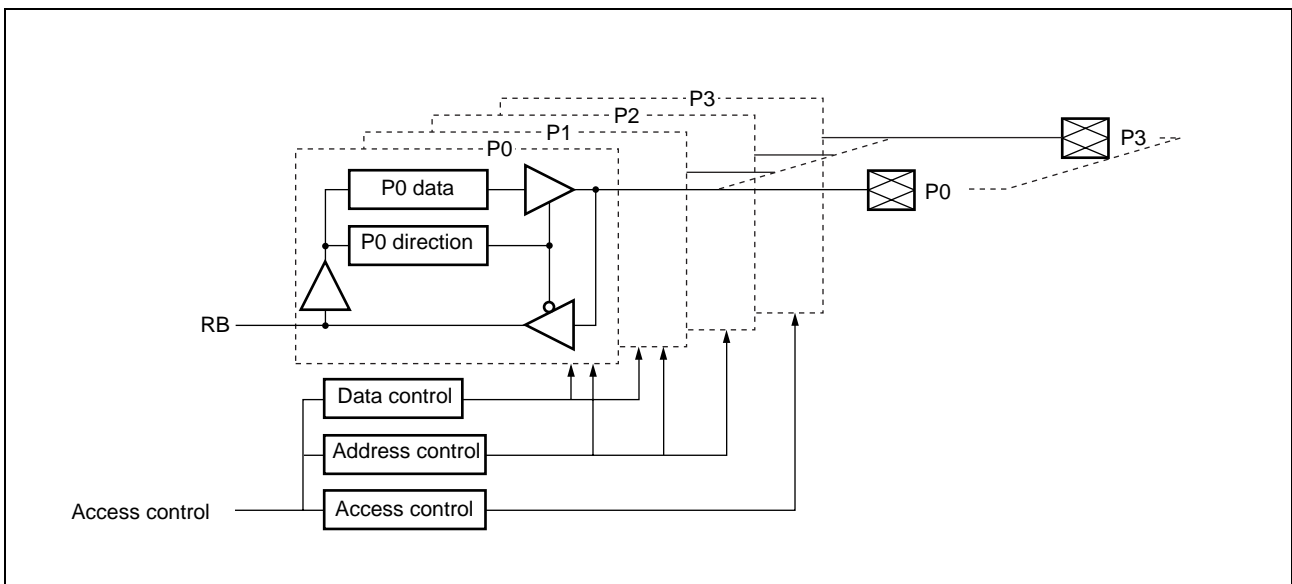 P3
P2
P1
P0
P3
P0 data
P0
P0 direction
RB
Data control
Address control
Access control
Access control